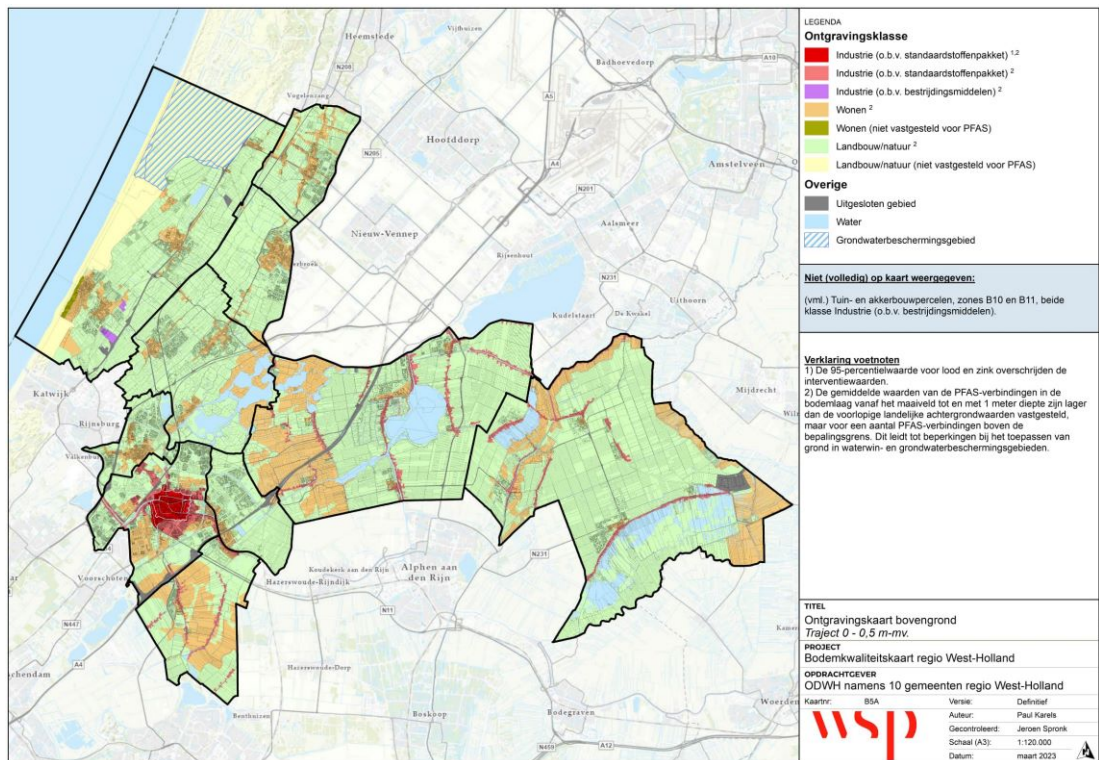 Heemstede
Vijfhuizen
Badhoevedorp
N208
A10
Vogelenzang
A5
Hoofddorp
N205
A4
Amstelveen
N201
Aalsmeer
Nieuw-Vennep
Rijsenhout
N231
Uithoorn
Kudelstaart
De Kwakel
Mijdrecht
Katwijk
Rijnsburg
Valkenburg
Voorschoten
Koudekerk aan den Rijn
Hazerswoude-Rijndijk
Alphen aan
den Rijn
N231
N11
N447
A4
Hazerswoude-Dorp
Benthuizen
Boskoop
Bodegraven
Woerden
N459
A12
LEGENDA
Ontgravingsklasse
Industrie (o.b.v. standaardstoffenpakket) 1,2
Industrie (o.b.v. standaardstoffenpakket) 2
Industrie (o.b.v. bestrijdingsmiddelen) 2
Wonen 2
Wonen (niet vastgesteld voor PFAS)
Landbouw/natuur 2
Landbouw/natuur (niet vastgesteld voor PFAS)
Overige
Uitgesloten gebied
Water
Grondwaterbeschermingsgebied
Niet (volledig) op kaart weergegeven:
(vml.) Tuin- en akkerbouwpercelen, zones B10 en B11, beide
klasse Industrie (o.b.v. bestrijdingsmiddelen).
Verklaring voetnoten
1) De 95-percentielwaarde voor lood en zink overschrijden de
interventiewaarden.
2) De gemiddelde waarden van de PFAS-verbindingen in de
bodemlaag vanaf het maaiveld tot en met 1 meter diepte zijn lager
dan de voorlopige landelijke achtergrondwaarden vastgesteld,
maar voor een aantal PFAS-verbindingen boven de
bepalingsgrens. Dit leidt tot beperkingen bij het toepassen van
grond in waterwin- en grondwaterbeschermingsgebieden.
TITEL
Ontgravingskaart bovengrond
Traject 0 - 0,5 m-mv.
PROJECT
Bodemkwaliteitskaart regio West-Holland
OPDRACHTGEVER
ODWH namens 10 gemeenten regio West-Holland
Kaartnr: B5A
Versie: Definitief
Auteur: Paul Karels
Gecontroleerd: Jeroen Spronk
Schaal (A3): 1:120.000
Datum: maart 2023
wsp